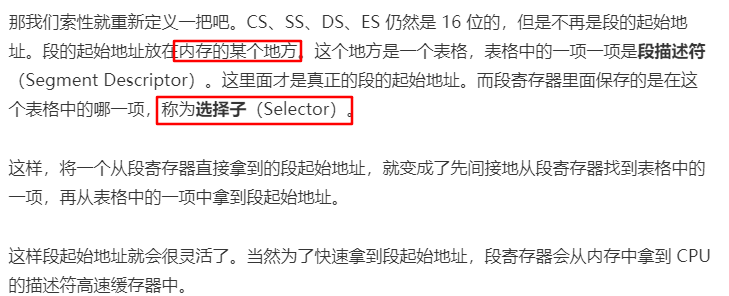 那我们索性就重新定义一把吧。CS、SS、DS、ES 仍然是 16 位的，但是不再是段的起始地
址。段的起始地址放在内存的某个地方。这个地方是一个表格，表格中的一项一项是段描述符
（Segment Descriptor）。这里面才是真正的段的起始地址。而段寄存器里面保存的是在这
个表格中的哪一项，称为选择子（Selector）。
这样，将一个从段寄存器直接拿到的段起始地址，就变成了先间接地从段寄存器找到表格中的
一项，再从表格中的一项中拿到段起始地址。
这样段起始地址就会很灵活了。当然为了快速拿到段起始地址，段寄存器会从内存中拿到 CPU
的描述符高速缓存器中。